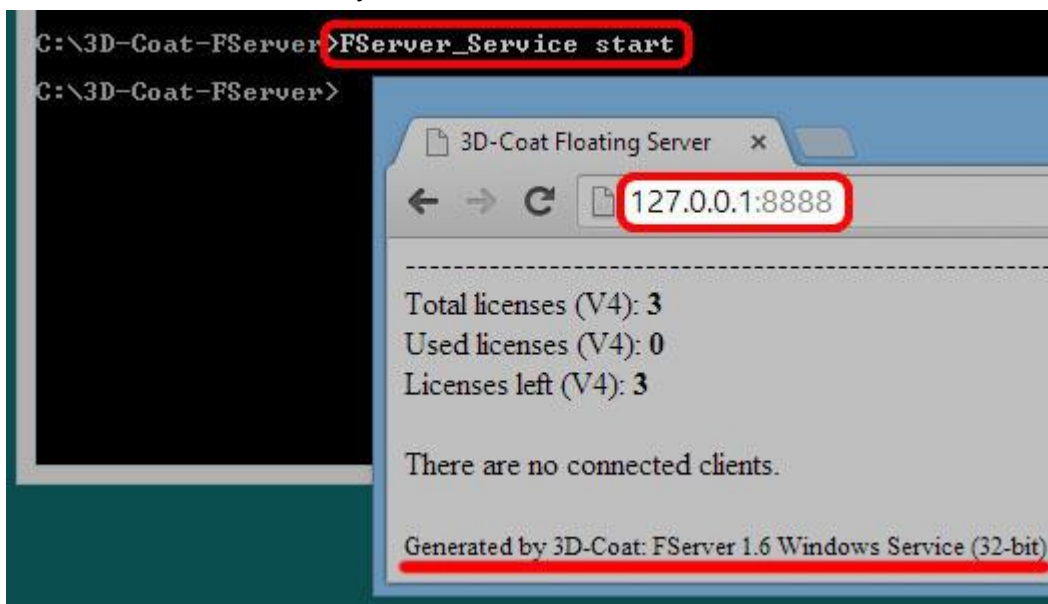 C:\3D-Coat-FServer>FServer_Service start
C:\3D-Coat-FServer>
3D-Coat Floating Server
127.0.0.1:8888
--------------------------------------------------------
Total licenses (V4): 3
Used licenses (V4): 0
Licenses left (V4): 3
There are no connected clients.
Generated by 3D-Coat: FServer 1.6 Windows Service (32-bit)